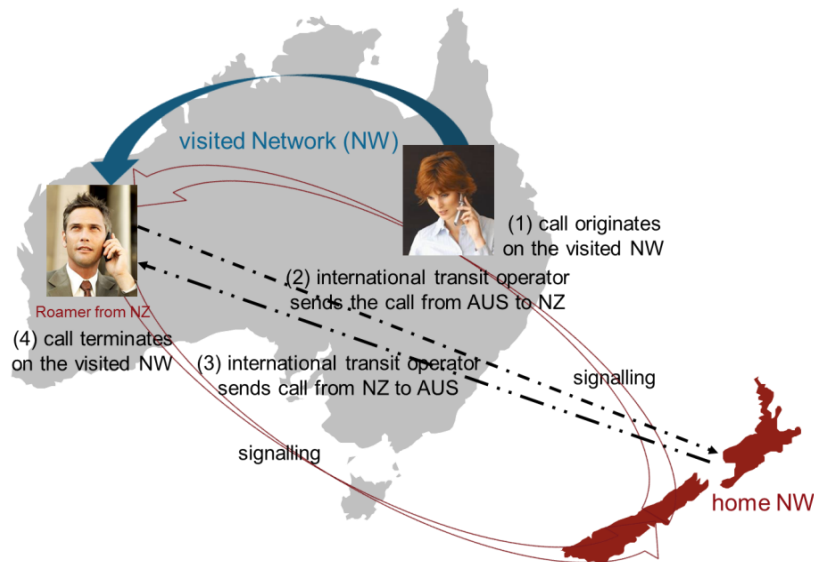 visited Network (NW)
(1) call originates
on the visited NW
(2) international transit operator
sends the call from AUS to NZ
Roamer from NZ
(4) call terminates
on the visited NW
(3) international transit operator
sends call from NZ to AUS
signalling
signalling
home NW